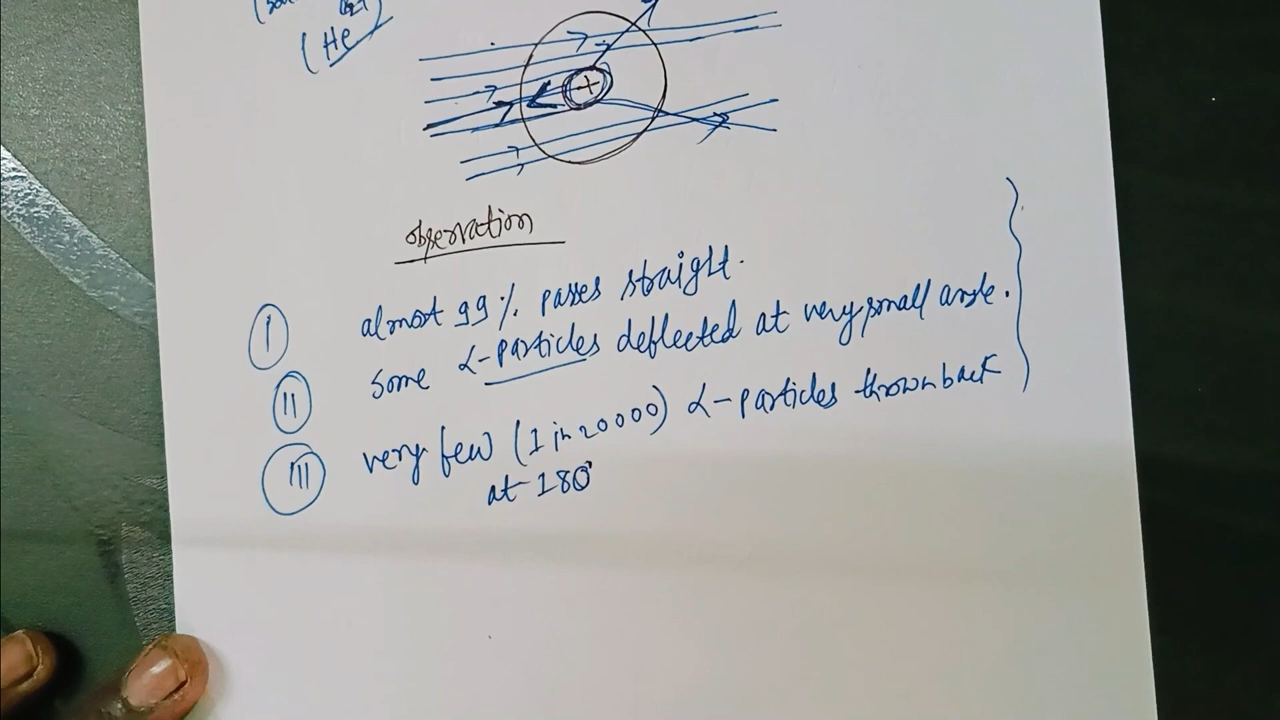 (He
+
observation
I almost 99%. passes straight.
II some α-particles deflected at very small angle.
III very few (1 in 20000) α-particles thrown back
at 180°